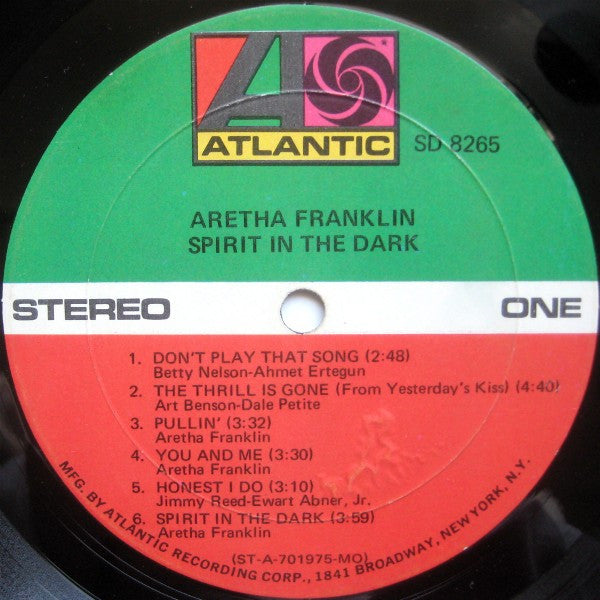 ATLANTIC
SD 8265
ARETHA FRANKLIN
SPIRIT IN THE DARK
STEREO
ONE
1. DON'T PLAY THAT SONG (2:48)
Betty Nelson-Ahmet Ertegun
2. THE THRILL IS GONE (From Yesterday's Kiss) (4:40)
Art Benson-Dale Petite
3. PULLIN' (3:32)
Aretha Franklin
4. YOU AND ME (3:30)
Aretha Franklin
5. HONEST I DO (3:10)
Jimmy Reed-Ewart Abner, Jr.
6. SPIRIT IN THE DARK (3:59)
Aretha Franklin
(ST-A-701975-MO)
MFG. BY ATLANTIC RECORDING CORP., 1841 BROADWAY, NEW YORK, N.Y.